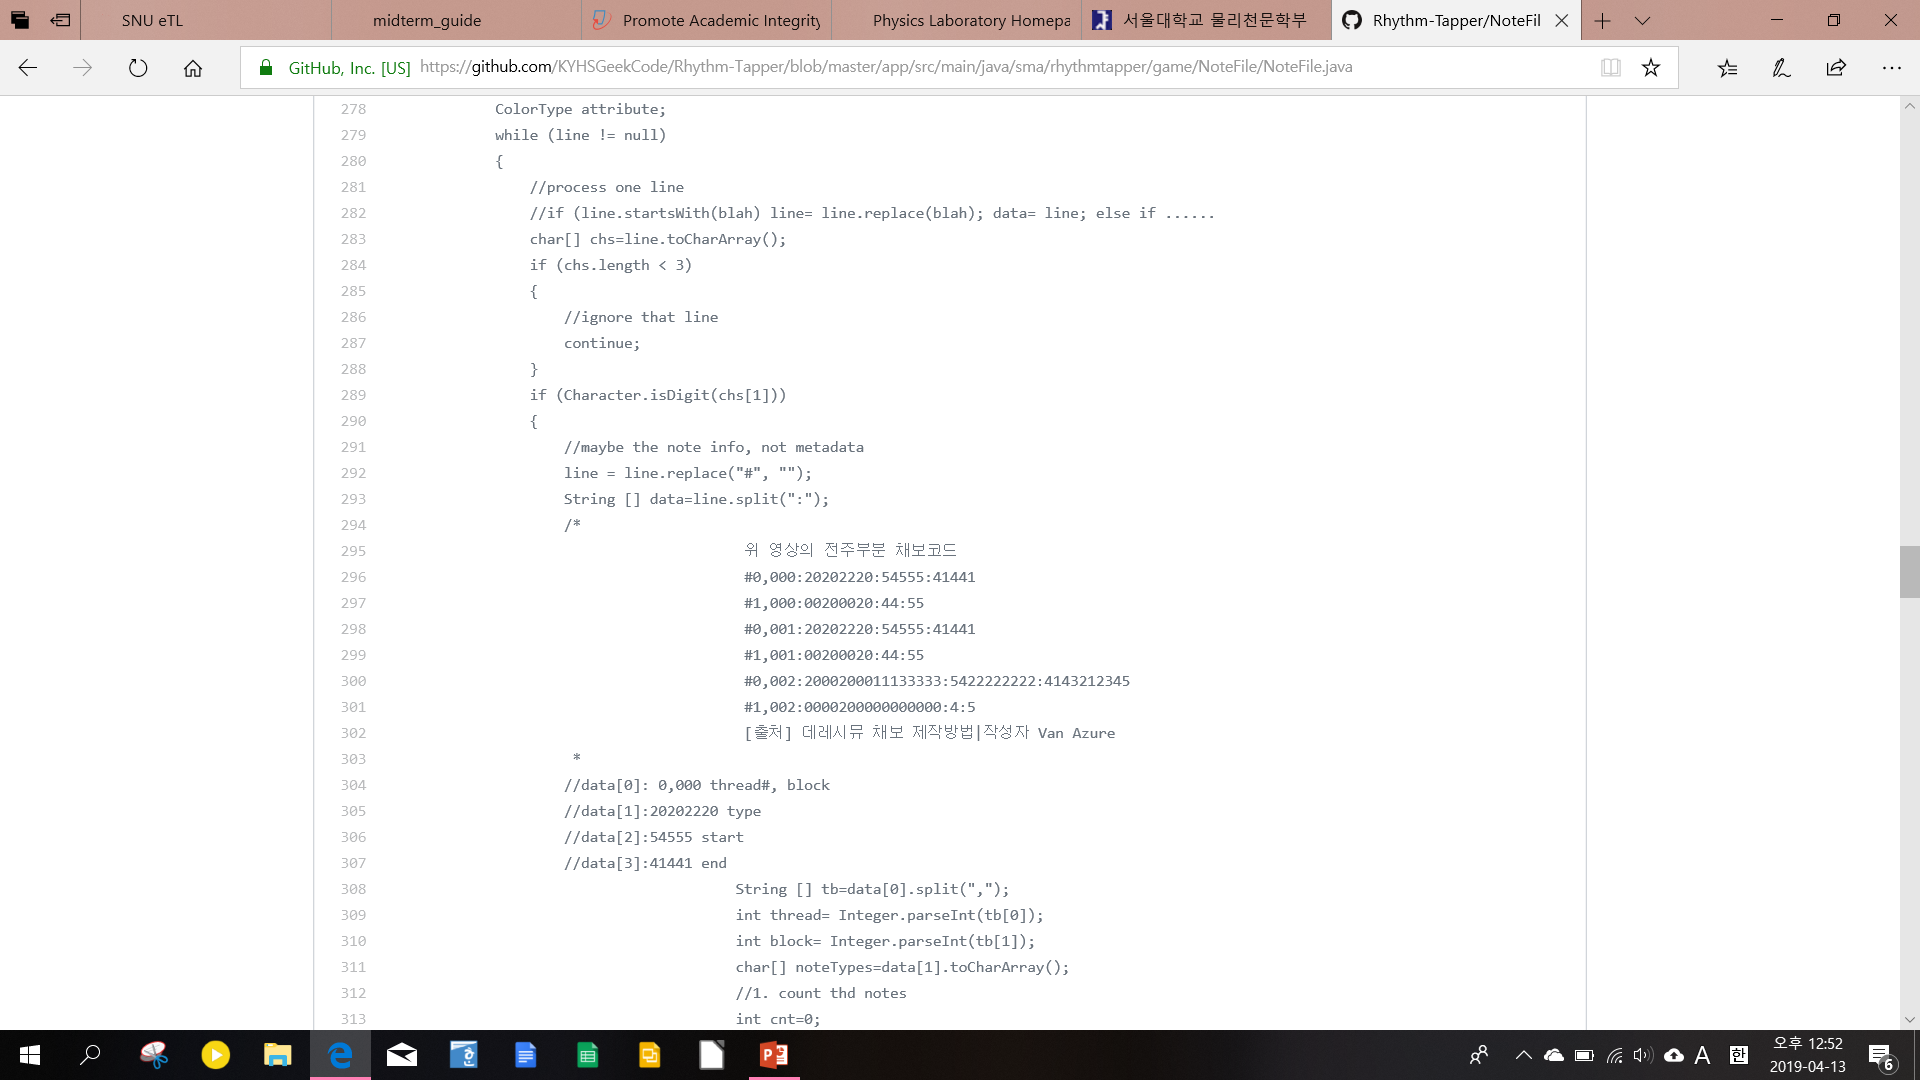 SNU eTL
midterm_guide
Promote Academic Integrity
Physics Laboratory Homepa
서울대학교 물리천문학부
Rhythm-Tapper/NoteFil
GitHub, Inc. [US]
https://github.com/KYHSGeekCode/Rhythm-Tapper/blob/master/app/src/main/java/sma/rhythmtapper/game/NoteFile/NoteFile.java
278 ColorType attribute;
279 while (line != null)
280 {
281 //process one line
282 //if (line.startsWith(blah) line= line.replace(blah); data= line; else if ......
283 char[] chs=line.toCharArray();
284 if (chs.length < 3)
285 {
286 //ignore that line
287 continue;
288 }
289 if (Character.isDigit(chs[1]))
290 {
291 //maybe the note info, not metadata
292 line = line.replace("#", "");
293 String [] data=line.split(":");
294 /*
295 위 영상의 전주부분 채보코드
296 #0,000:20202220:54555:41441
297 #1,000:00200020:44:55
298 #0,001:20202220:54555:41441
299 #1,001:00200020:44:55
300 #0,002:2000200011133333:5422222222:4143212345
301 #1,002:0000200000000000:4:5
302 [출처] 데레시뮤 채보 제작방법|작성자 Van Azure
303 *
304 //data[0]: 0,000 thread#, block
305 //data[1]:20202220 type
306 //data[2]:54555 start
307 //data[3]:41441 end
308 String [] tb=data[0].split(",");
309 int thread= Integer.parseInt(tb[0]);
310 int block= Integer.parseInt(tb[1]);
311 char[] noteTypes=data[1].toCharArray();
312 //1. count thd notes
313 int cnt=0;
A
한
오후 12:52
2019-04-13
6